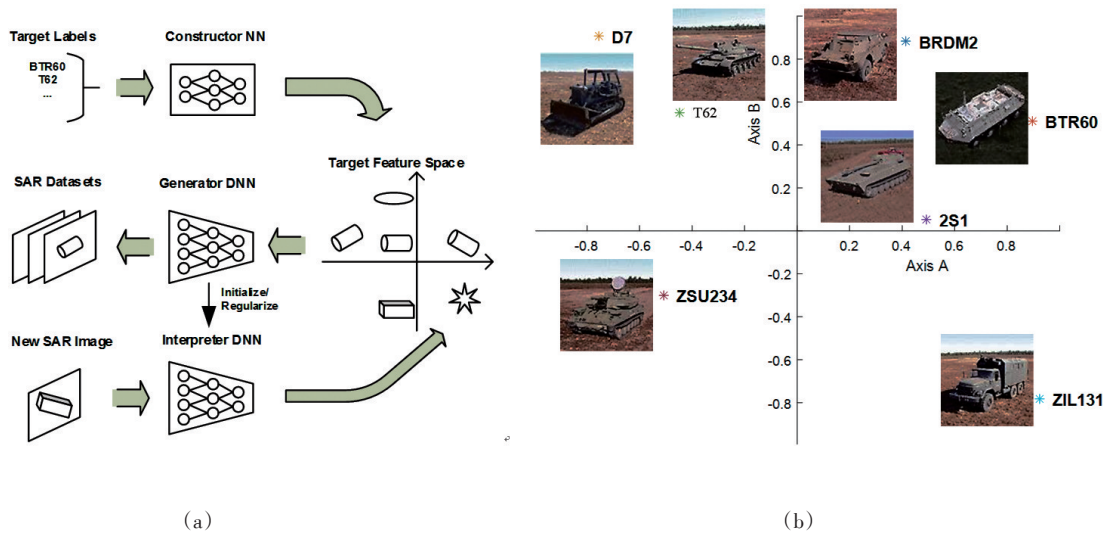 Target Labels
BTR60
T62
...
Constructor NN
Target Feature Space
SAR Datasets
Generator DNN
Initialize/
Regularize
New SAR Image
Interpreter DNN
(a)
D7
BRDM2
T62
BTR60
2S1
ZSU234
ZIL131
Axis B
0.8
0.6
0.4
0.2
-0.2
-0.4
-0.6
-0.8
-0.8
-0.6
-0.4
-0.2
0.2
0.4
0.6
0.8
Axis A
(b)